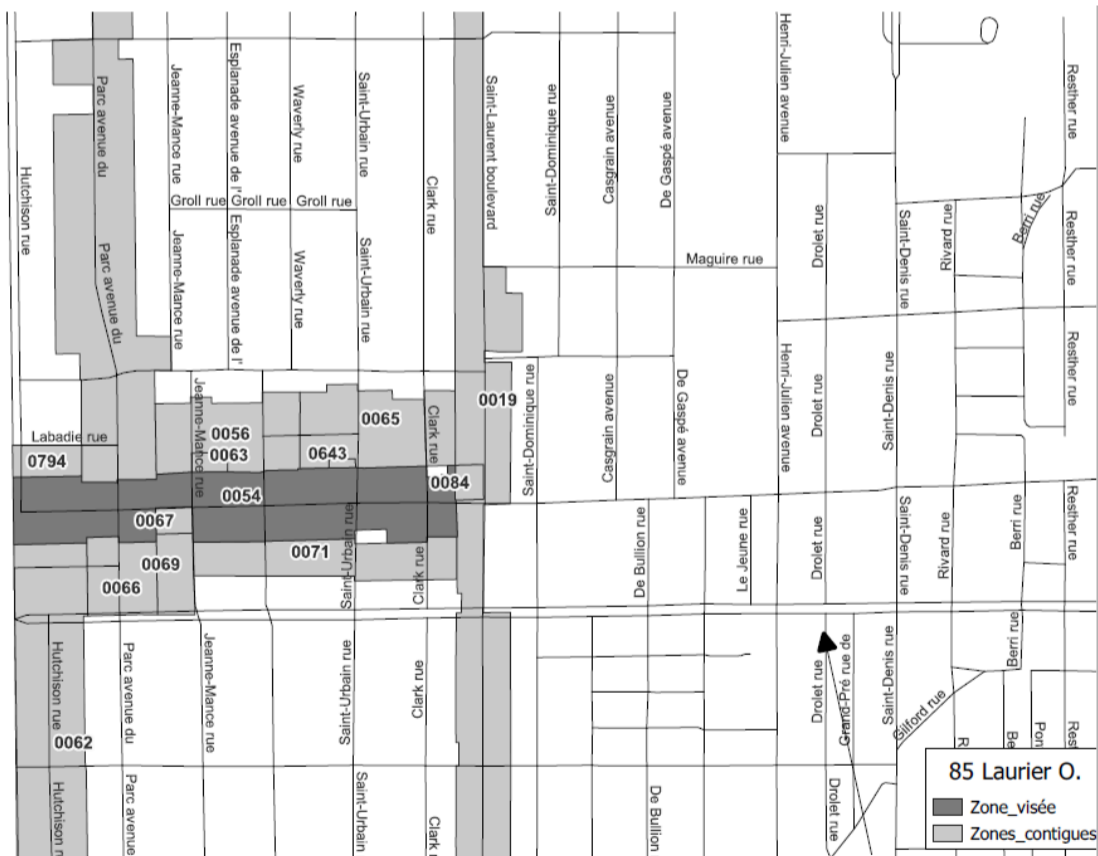 Hutchison rue
Parc avenue du
Parc avenue du
Jeanne-Mance rue
Esplanade avenue de l'
Waverly rue
Saint-Urbain rue
Clark rue
Saint-Laurent boulevard
Saint-Dominique rue
Casgrain avenue
De Gaspé avenue
Henri-Julien avenue
Resther rue
Groll rue
Groll rue
Groll rue
Jeanne-Mance rue
Esplanade avenue de l'
Waverly rue
Saint-Urbain rue
Maguire rue
Drolet rue
Saint-Denis rue
Rivard rue
Berri rue
Resther rue
Labadie rue
0794
Jeanne-Mance rue
0056
0063
0643
0065
Clark rue
0019
0084
0054
Saint-Dominique rue
Casgrain avenue
De Gaspé avenue
Henri-Julien avenue
Drolet rue
Saint-Denis rue
Resther rue
0067
0069
0066
0071
Saint-Urbain rue
Clark rue
De Bullion rue
Le Jeune rue
Drolet rue
Saint-Denis rue
Rivard rue
Berri rue
Resther rue
Hutchison rue
0062
Parc avenue du
Jeanne-Mance rue
Saint-Urbain rue
Clark rue
Drolet rue
Grand-Pré rue de
Saint-Denis rue
Gilford rue
Berri rue
R
Be
Pon
Rest
Hutchison r
Parc avenue
Saint-Urbain
Clark r
De Bullion
Drolet rue
85 Laurier O.
Zone_visée
Zones_contigues